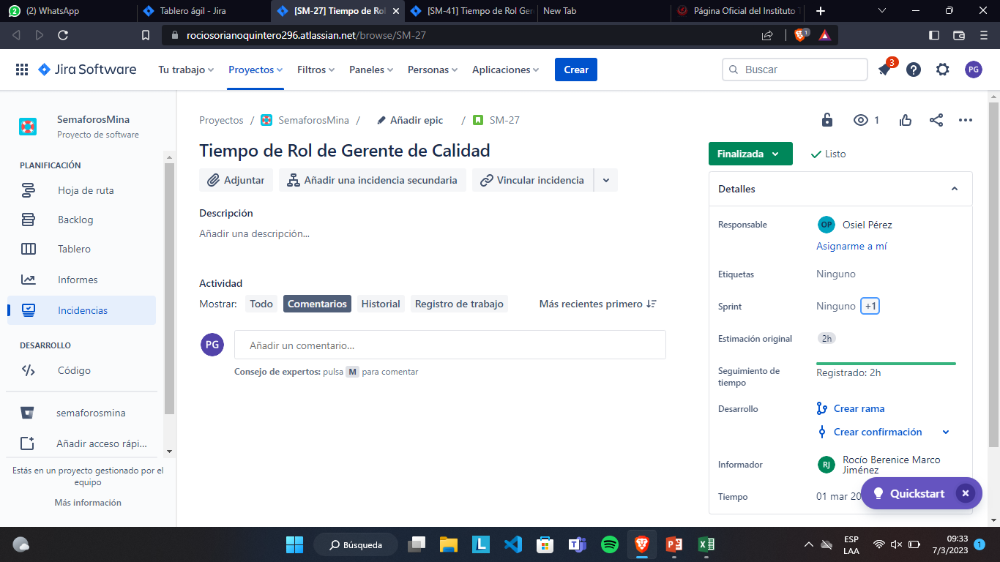 (2) WhatsApp
Tablero ágil - Jira
[SM-27] Tiempo de Rol
[SM-41] Tiempo de Rol Gen
New Tab
Página Oficial del Instituto T
rociosorianoquintero296.atlassian.net/browse/SM-27
1
Jira Software
Tu trabajo
Proyectos
Filtros
Paneles
Personas
Aplicaciones
Crear
Buscar
3
PG
SemaforosMina
Proyecto de software
PLANIFICACIÓN
Hoja de ruta
Backlog
Tablero
Informes
Incidencias
DESARROLLO
Código
semaforosmina
Añadir acceso rápi...
Estás en un proyecto gestionado por el
equipo
Más información
Proyectos / SemaforosMina / Añadir epic / SM-27
1
Tiempo de Rol de Gerente de Calidad
Adjuntar
Añadir una incidencia secundaria
Vincular incidencia
Descripción
Añadir una descripción...
Actividad
Mostrar: Todo Comentarios Historial Registro de trabajo Más recientes primero
PG
Añadir un comentario...
Consejo de expertos: pulsa M para comentar
Finalizada
Listo
Detalles
Responsable OP Osiel Pérez
Asignarme a mí
Etiquetas Ninguno
Sprint Ninguno +1
Estimación original 2h
Seguimiento de
tiempo
Registrado: 2h
Desarrollo Crear rama
Crear confirmación
Informador RJ Rocío Berenice Marco
Jiménez
Tiempo 01 mar 20
Quickstart
Búsqueda
L
ESP
LAA
09:33
7/3/2023
1